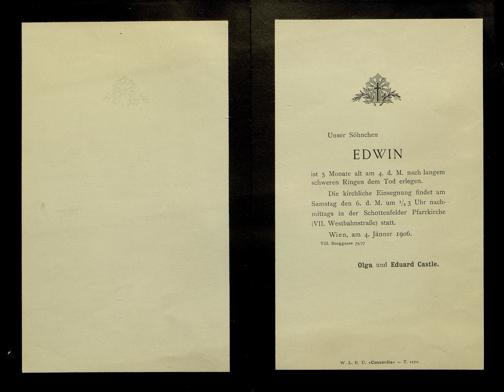 Unser Söhnchen
EDWIN
ist 5 Monate alt am 4. d. M. nach langem
schweren Ringen dem Tod erlegen.
Die kirchliche Einsegnung findet am
Samstag den 6. d. M. um 1/2 3 Uhr nach-
mittags in der Schottenfelder Pfarrkirche
(VII. Westbahnstraße) statt.
Wien, am 4. Jänner 1906.
VII. Burggasse
Olga und Eduard Castle.
«Concordia»